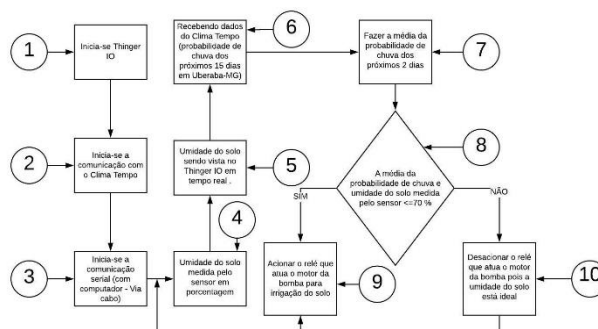 1
Inicia-se Thinger
IO
2
Inicia-se a
comunicação com
o Clima Tempo
3
Inicia-se a
comunicação serial (com
computador - Via
cabo)
4
Umidade do solo
medida pelo
sensor em
porcentagem
5
Umidade do solo
sendo vista no
Thinger IO em
tempo real .
6
Recebendo dados
do Clima Tempo
(probabilidade de
chuva dos
próximos 15 dias
em Uberaba-MG)
7
Fazer a média da
probabilidade de
chuva dos
próximos 2 dias
8
A média da
probabilidade de chuva e
umidade do solo medida
pelo sensor <=70 %
SIM
NÃO
9
Acionar o relé que
atua o motor da
bomba para
irrigação do solo
10
Desacionar o relé
que atua o motor
da bomba pois a
umidade do solo
está ideal